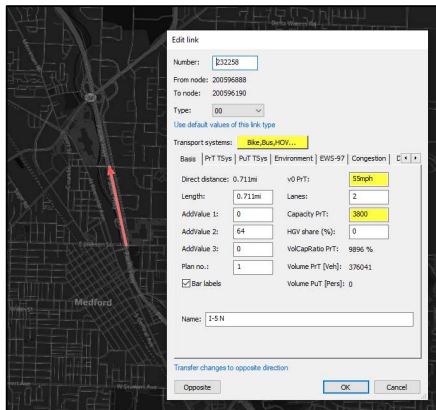 Edit link
Number: 232258
From node: 200596888
To node: 200596190
Type: 00
Use default values of this link type
Transport systems: Bike,Bus,HOV...
Basis PrT TSys PuT TSys Environment EWS-97 Congestion
Direct distance: 0.711mi v0 PrT: 55mph
Length: 0.711mi Lanes: 2
AddValue 1: 0 Capacity PrT: 3800
AddValue 2: 64 HGV share (%): 0
AddValue 3: 0 VolCapRatio PrT: 9896 %
Plan no.: 1 Volume PrT [Veh]: 376041
Bar labels Volume PuT [Pers]: 0
Medford
Name: I-5 N
Transfer changes to opposite direction
Opposite OK Cancel